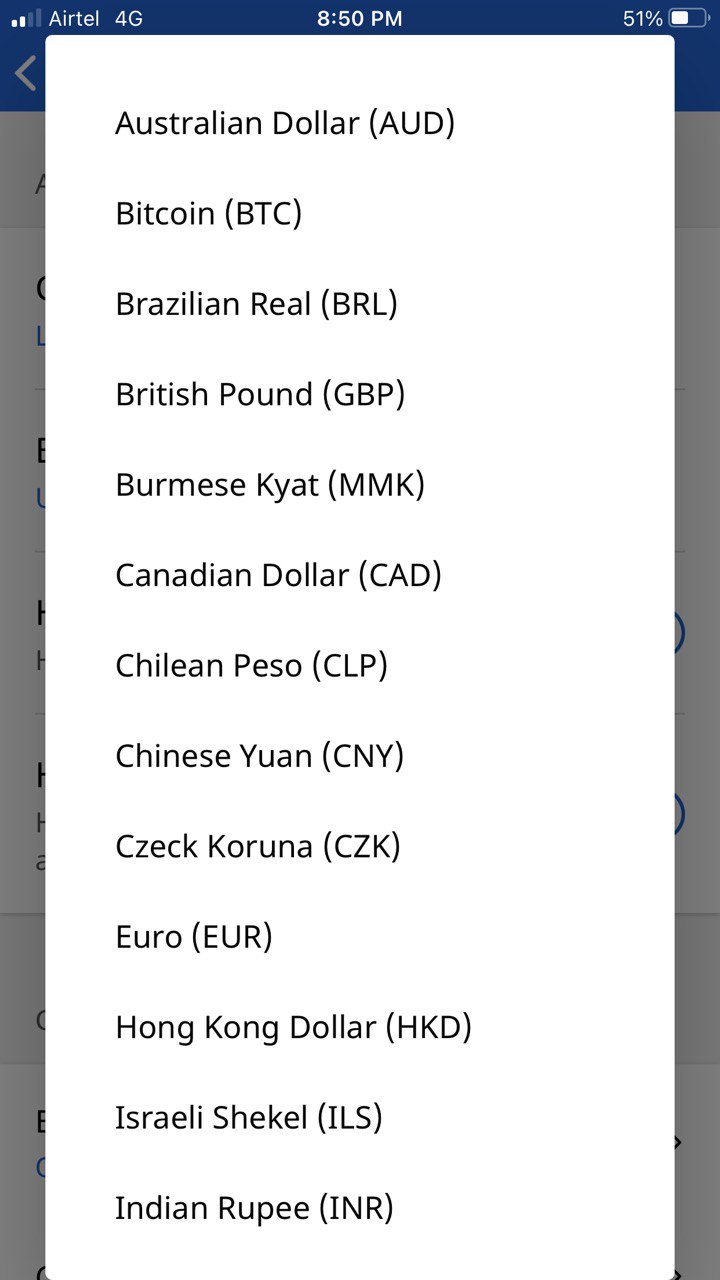 Airtel 4G 8:50 PM 51%
Australian Dollar (AUD)
Bitcoin (BTC)
Brazilian Real (BRL)
British Pound (GBP)
Burmese Kyat (MMK)
Canadian Dollar (CAD)
Chilean Peso (CLP)
Chinese Yuan (CNY)
Czeck Koruna (CZK)
Euro (EUR)
Hong Kong Dollar (HKD)
Israeli Shekel (ILS)
Indian Rupee (INR)